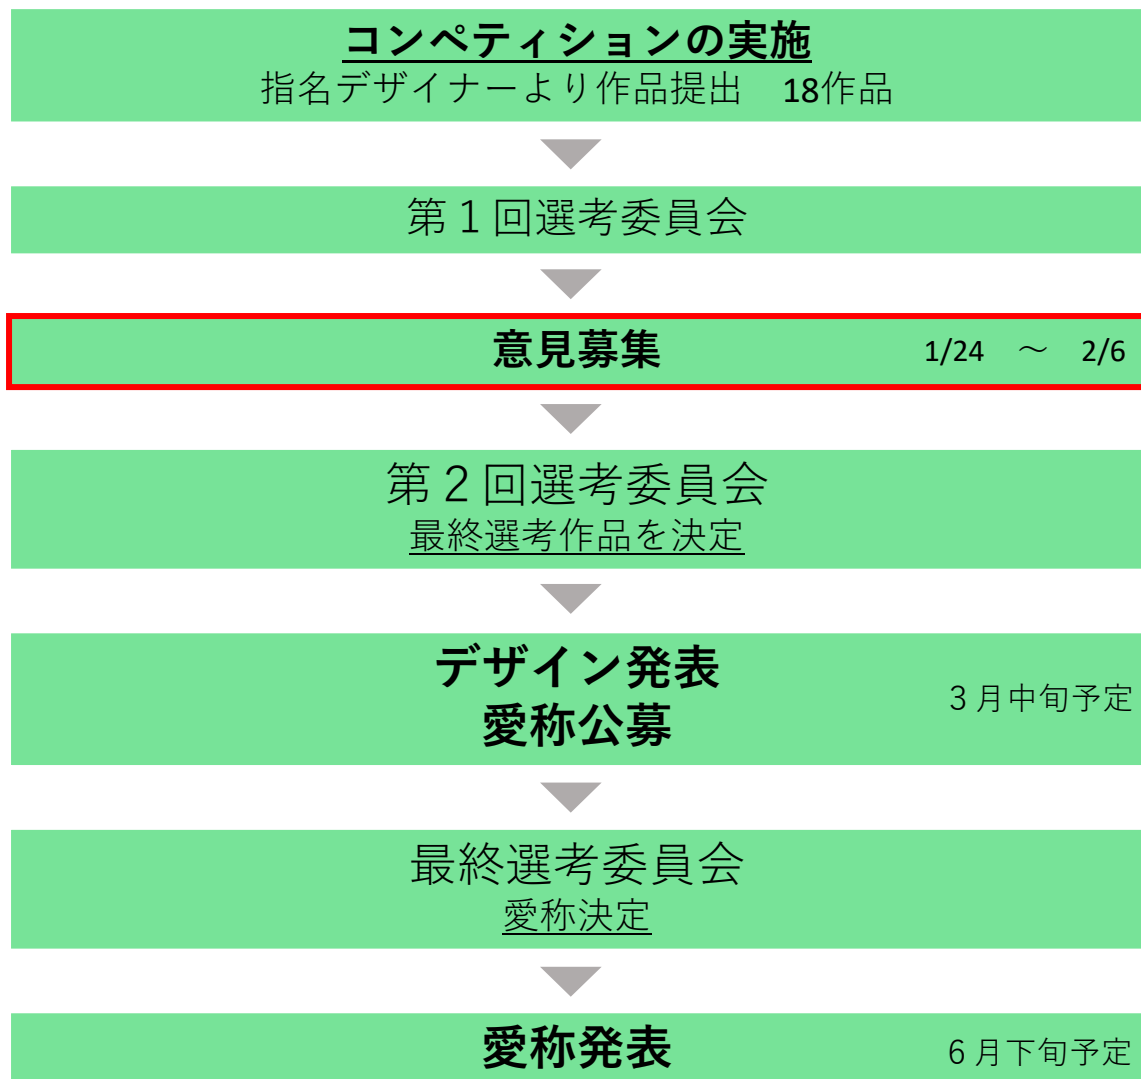 コンペティションの実施
指名デザイナーより作品提出　18作品
第１回選考委員会
意見募集　1/24　～　2/6
第２回選考委員会
最終選考作品を決定
デザイン発表
愛称公募
３月中旬予定
最終選考委員会
愛称決定
愛称発表　６月下旬予定